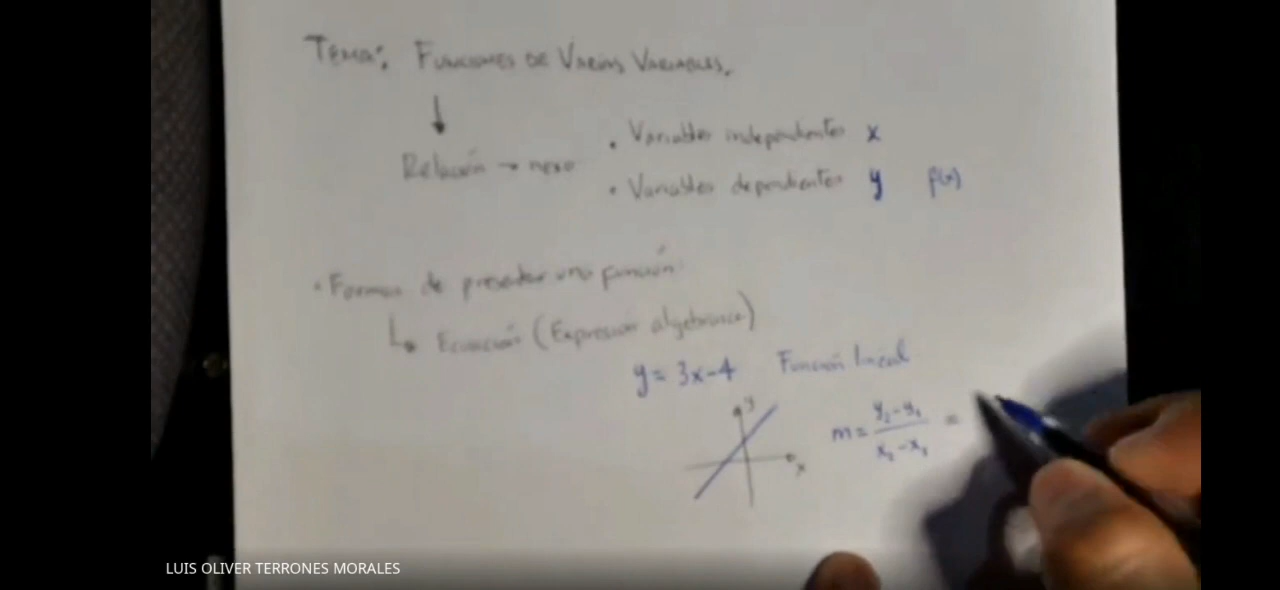 Tema: Funciones de Varias Variables.
Relación → nexo
• Variables independientes x
• Variables dependientes y f(x)
• Formas de presentar una función:
Ecuación (Expresión algebraica)
y = 3x-4 Función lineal
y
x
m = y₂-y₁ / x₂-x₁ =
LUIS OLIVER TERRONES MORALES